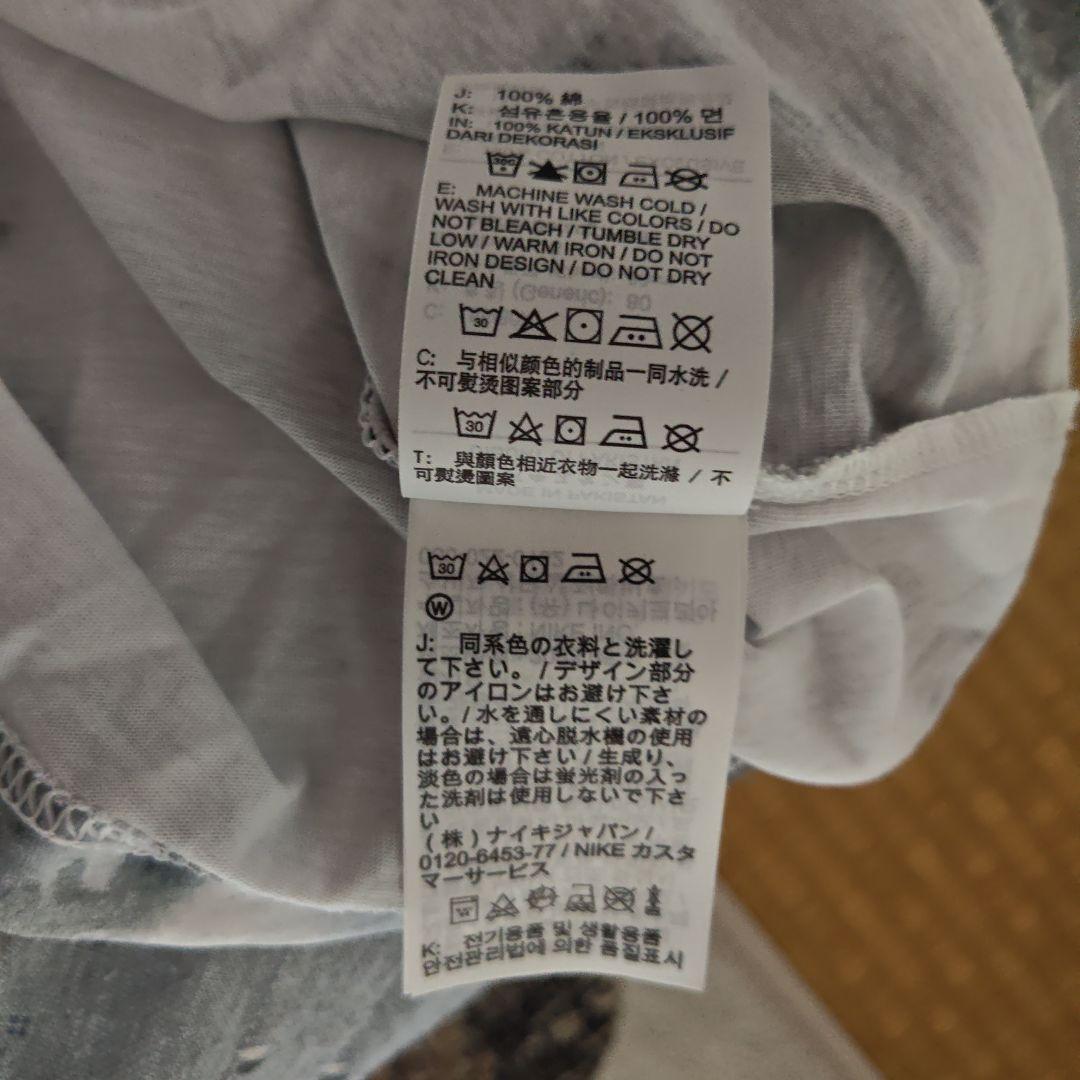 J: 100% 綿
K: 섬유혼용율 / 100% 면
IN: 100% KATUN / EKSKLUSIF
DARI DEKORASI
E: MACHINE WASH COLD /
WASH WITH LIKE COLORS / DO
NOT BLEACH / TUMBLE DRY
LOW / WARM IRON / DO NOT
IRON DESIGN / DO NOT DRY
CLEAN
30
C: 与相似颜色的制品一同水洗 /
不可熨烫图案部分
30
T: 與顏色相近衣物一起洗滌 / 不
可熨燙圖案
30
W
J: 同系色の衣料と洗濯し
て下さい。/ デザイン部分
のアイロンはお避け下さ
い。/ 水を通しにくい素材の
場合は、遠心脱水機の使用
はお避け下さい / 生成り、
淡色の場合は蛍光剤の入っ
た洗剤は使用しないで下さ
い
(株) ナイキジャパン /
0120-6453-77 / NIKE カスタ
マーサービス
K: 전기용품 및 생활용품
안전관리법에 의한 품질표시